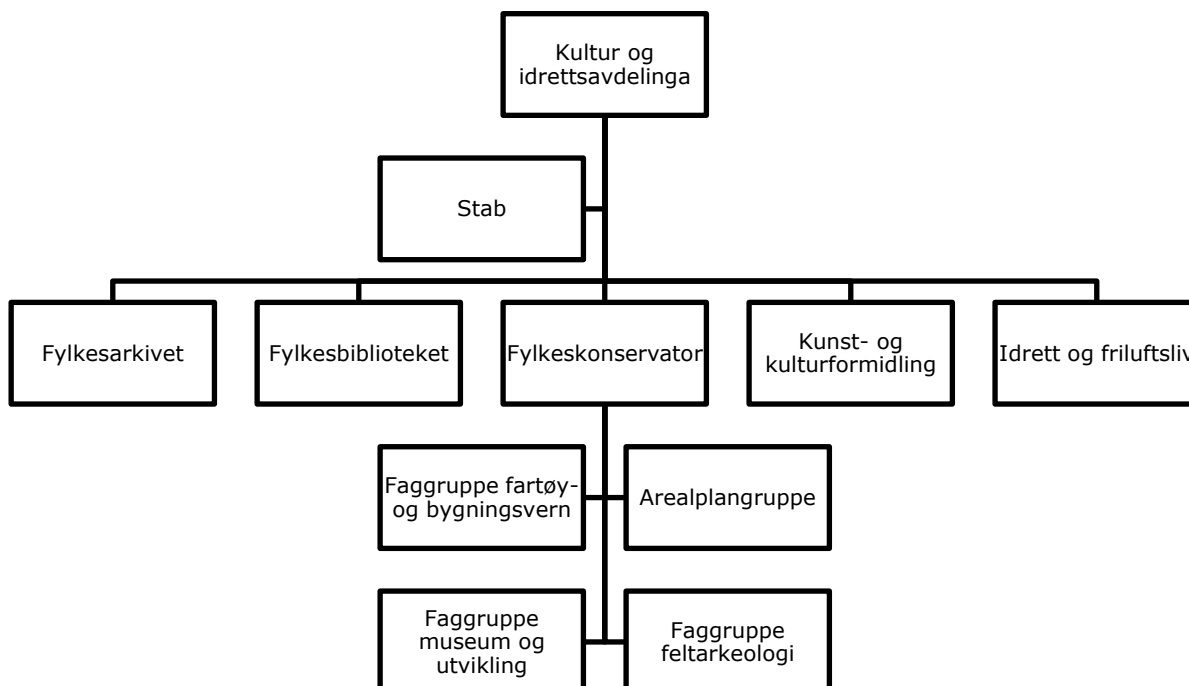 Kultur og
idrettsavdelinga
Stab
Fylkesarkivet
Fylkesbiblioteket
Fylkeskonservator
Kunst- og
kulturformidling
Idrett og friluftsliv
Faggruppe fartøy-
og bygningsvern
Arealplangruppe
Faggruppe
museum og
utvikling
Faggruppe
feltarkeologi